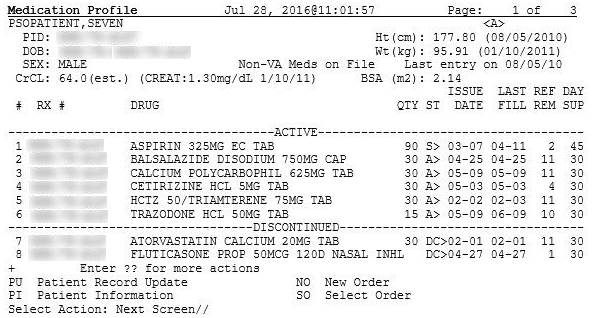 Medication Profile Jul 28, 2016@11:01:57 Page: 1 of 3
PSOPATIENT,SEVEN <A>
PID: Ht(cm): 177.80 (08/05/2010)
DOB: Wt(kg): 95.91 (01/10/2011)
SEX: MALE Non-VA Meds on File Last entry on 08/05/10
CrCL: 64.0(est.) (CREAT:1.30mg/dL 1/10/11) BSA (m2): 2.14
ISSUE LAST REF DAY
# RX # DRUG QTY ST DATE FILL REM SUP
----------------------------------ACTIVE----------------------------------
1 ASPIRIN 325MG EC TAB 90 S> 03-07 04-11 2 45
2 BALSALAZIDE DISODIUM 750MG CAP 30 A> 04-25 04-25 11 30
3 CALCIUM POLYCARBOPHIL 625MG TAB 30 A> 05-09 05-09 11 30
4 CETIRIZINE HCL 5MG TAB 30 A> 05-03 05-03 4 30
5 HCTZ 50/TRIAMTERENE 75MG TAB 30 A> 02-02 02-03 11 30
6 TRAZODONE HCL 50MG TAB 15 A> 05-09 06-09 10 30
-------------------------------DISCONTINUED-------------------------------
7 ATORVASTATIN CALCIUM 20MG TAB 30 DC>02-01 02-01 11 30
8 FLUTICASONE PROP 50MCG 120D NASAL INHL DC>04-27 04-27 1 30
+ Enter ?? for more actions
PU Patient Record Update NO New Order
PI Patient Information SO Select Order
Select Action: Next Screen//